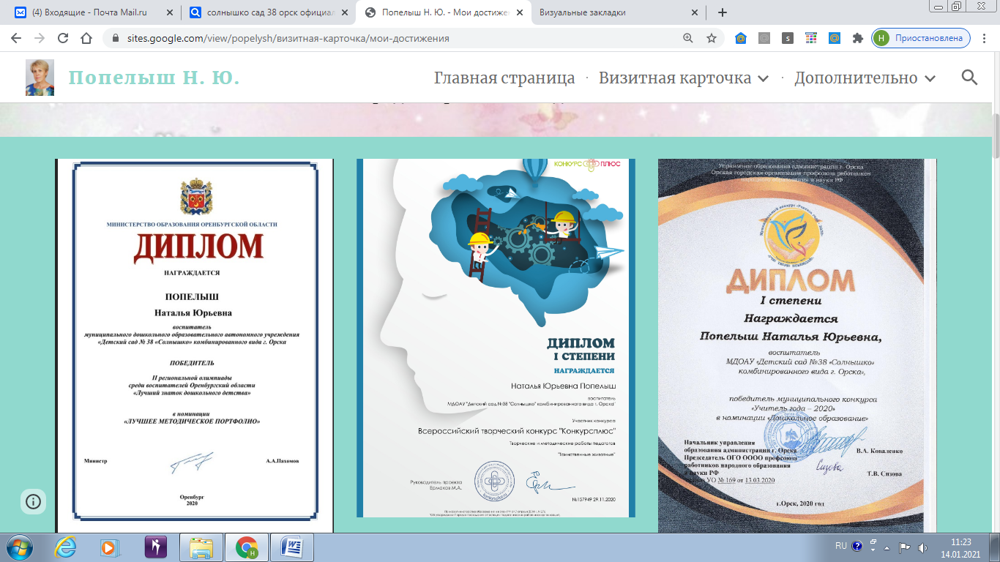 (4) Входящие - Почта Mail.ru
солнышко сад 38 орск официал
Попелыш Н. Ю. - Мои достижен
Визуальные закладки
sites.google.com/view/popelysh/визитная-карточка/мои-достижения
Н Приостановлена
Попелыш Н. Ю.
Главная страница · Визитная карточка · Дополнительно
МИНИСТЕРСТВО ОБРАЗОВАНИЯ ОРЕНБУРГСКОЙ ОБЛАСТИ
ДИПЛОМ
НАГРАЖДАЕТСЯ
ПОПЕЛЫШ
Наталья Юрьевна
воспитатель
муниципального дошкольного образовательного автономного учреждения
«Детский сад № 38 «Солнышко» комбинированного вида г. Орска
ПОБЕДИТЕЛЬ
II региональной олимпиады
среди воспитателей Оренбургский области
«Лучший знаток дошкольного детства»
в номинации
«ЛУЧШЕЕ МЕТОДИЧЕСКОЕ ПОРТФОЛИО»
Министр А.А.Пахомов
Оренбург
2020
КОНКУРС ПЛЮС
ДИПЛОМ
I СТЕПЕНИ
НАГРАЖДАЕТСЯ
Наталья Юрьевна Попелыш
воспитатель
МДОАУ "Детский сад №38 "Солнышко" комбинированного вида г. Орска"
Участник конкурса
Всероссийский творческий конкурс "Конкурсплюс"
Творческие и методические работы педагогов
"Таинственные животные"
Руководитель проекта
Ермаков М.А.
№157949 29.11.2020
Управление образования администрации г. Орска
Орская городская организация профсоюза работников
народного образования и науки РФ
ДИПЛОМ
I степени
Награждается
Попелыш Наталья Юрьевна,
воспитатель
МДОАУ «Детский сад №38 «Солнышко»
комбинированного вида г. Орска»,
победитель муниципального конкурса
«Учитель года – 2020»
в номинации «Дошкольное образование»
Начальник управления
образования администрации г. Орска В.А. Коваленко
Председатель ОГО ОООО профсоюза
работников народного образования
и науки РФ Т.В. Сизова
УО № 169 от 13 03 2020
г.Орск, 2020 год
RU
11:23
14.01.2021